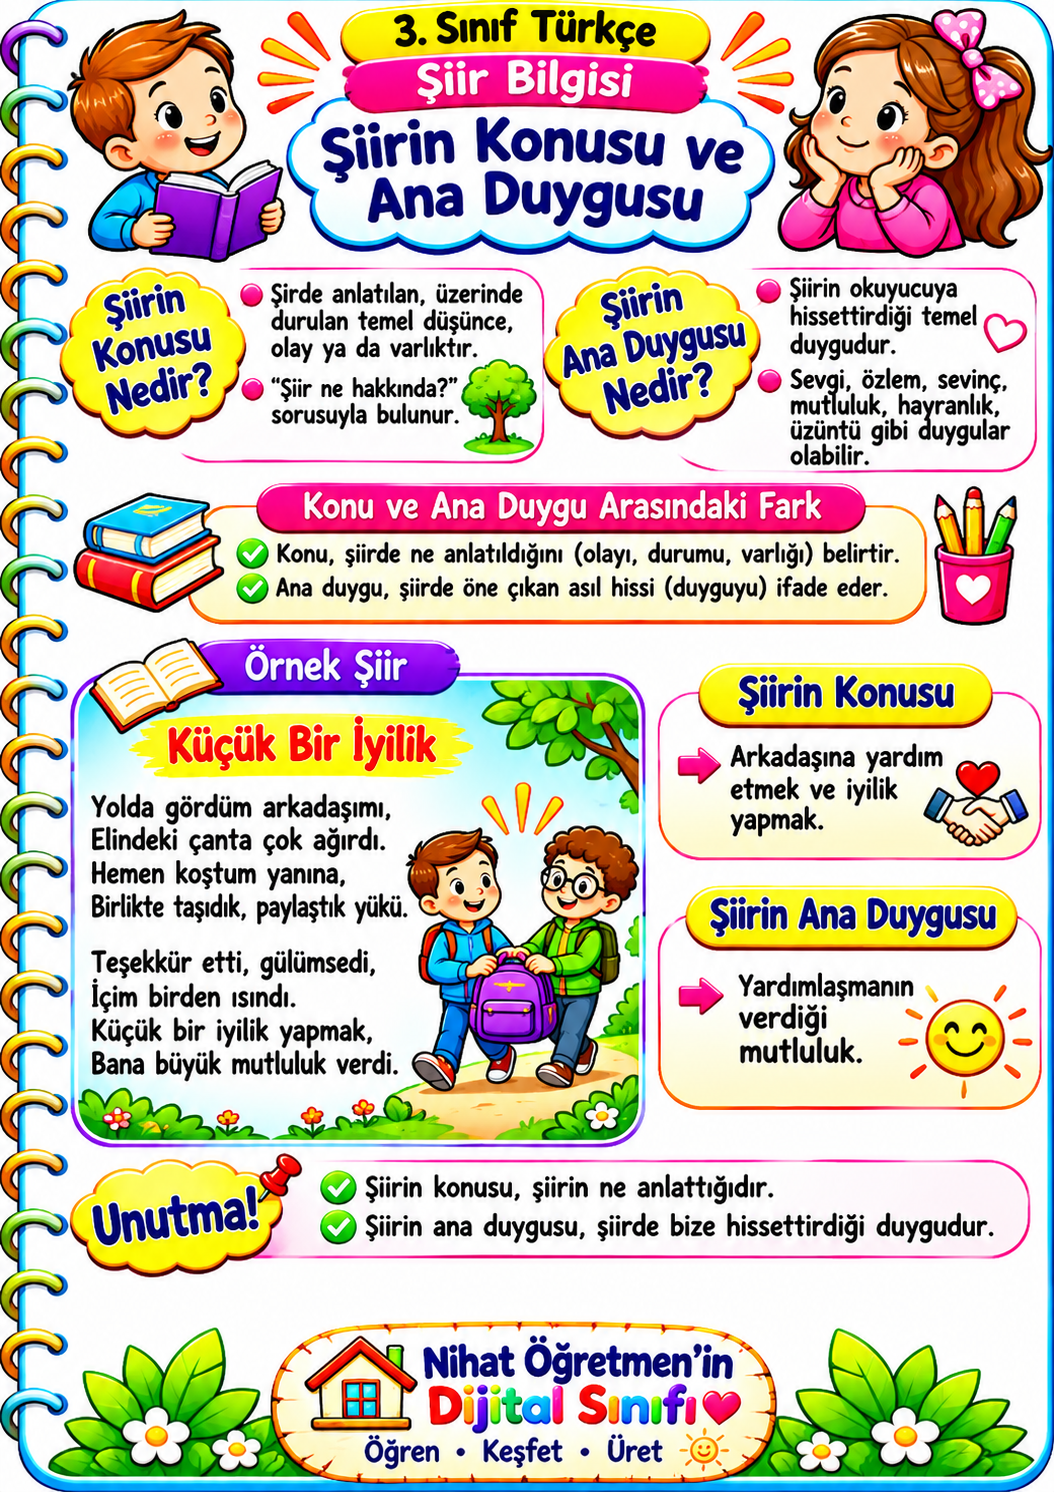 3. Sınıf Türkçe
Şiir Bilgisi
Şiirin Konusu ve
Ana Duygusu
Şiirin
Konusu
Nedir?
Şirde anlatılan, üzerinde
durulan temel düşünce,
olay ya da varlıktır.
"Şiir ne hakkında?"
sorusuyla bulunur.
Şiirin
Ana Duygusu
Nedir?
Şiirin okuyucuya
hissettirdiği temel
duygudur.
Sevgi, özlem, sevinç,
mutluluk, hayranlık,
üzüntü gibi duygular
olabilir.
Konu ve Ana Duygu Arasındaki Fark
Konu, şiirde ne anlatıldığını (olayı, durumu, varlığı) belirtir.
Ana duygu, şiirde öne çıkan asıl hissi (duyguyu) ifade eder.
Örnek Şiir
Küçük Bir İyilik
Yolda gördüm arkadaşımı,
Elindeki çanta çok ağırdı.
Hemen koştum yanına,
Birlikte taşıdık, paylaştık yükü.
Teşekkür etti, gülümsedi,
İçim birden ısındı.
Küçük bir iyilik yapmak,
Bana büyük mutluluk verdi.
Şiirin Konusu
Arkadaşına yardım
etmek ve iyilik
yapmak.
Şiirin Ana Duygusu
Yardımlaşmanın
verdiği
mutluluk.
Unutma!
Şiirin konusu, şiirin ne anlattığıdır.
Şiirin ana duygusu, şiirde bize hissettirdiği duygudur.
Nihat Öğretmen'in
Dijital Sınıfı
Öğren • Keşfet • Üret